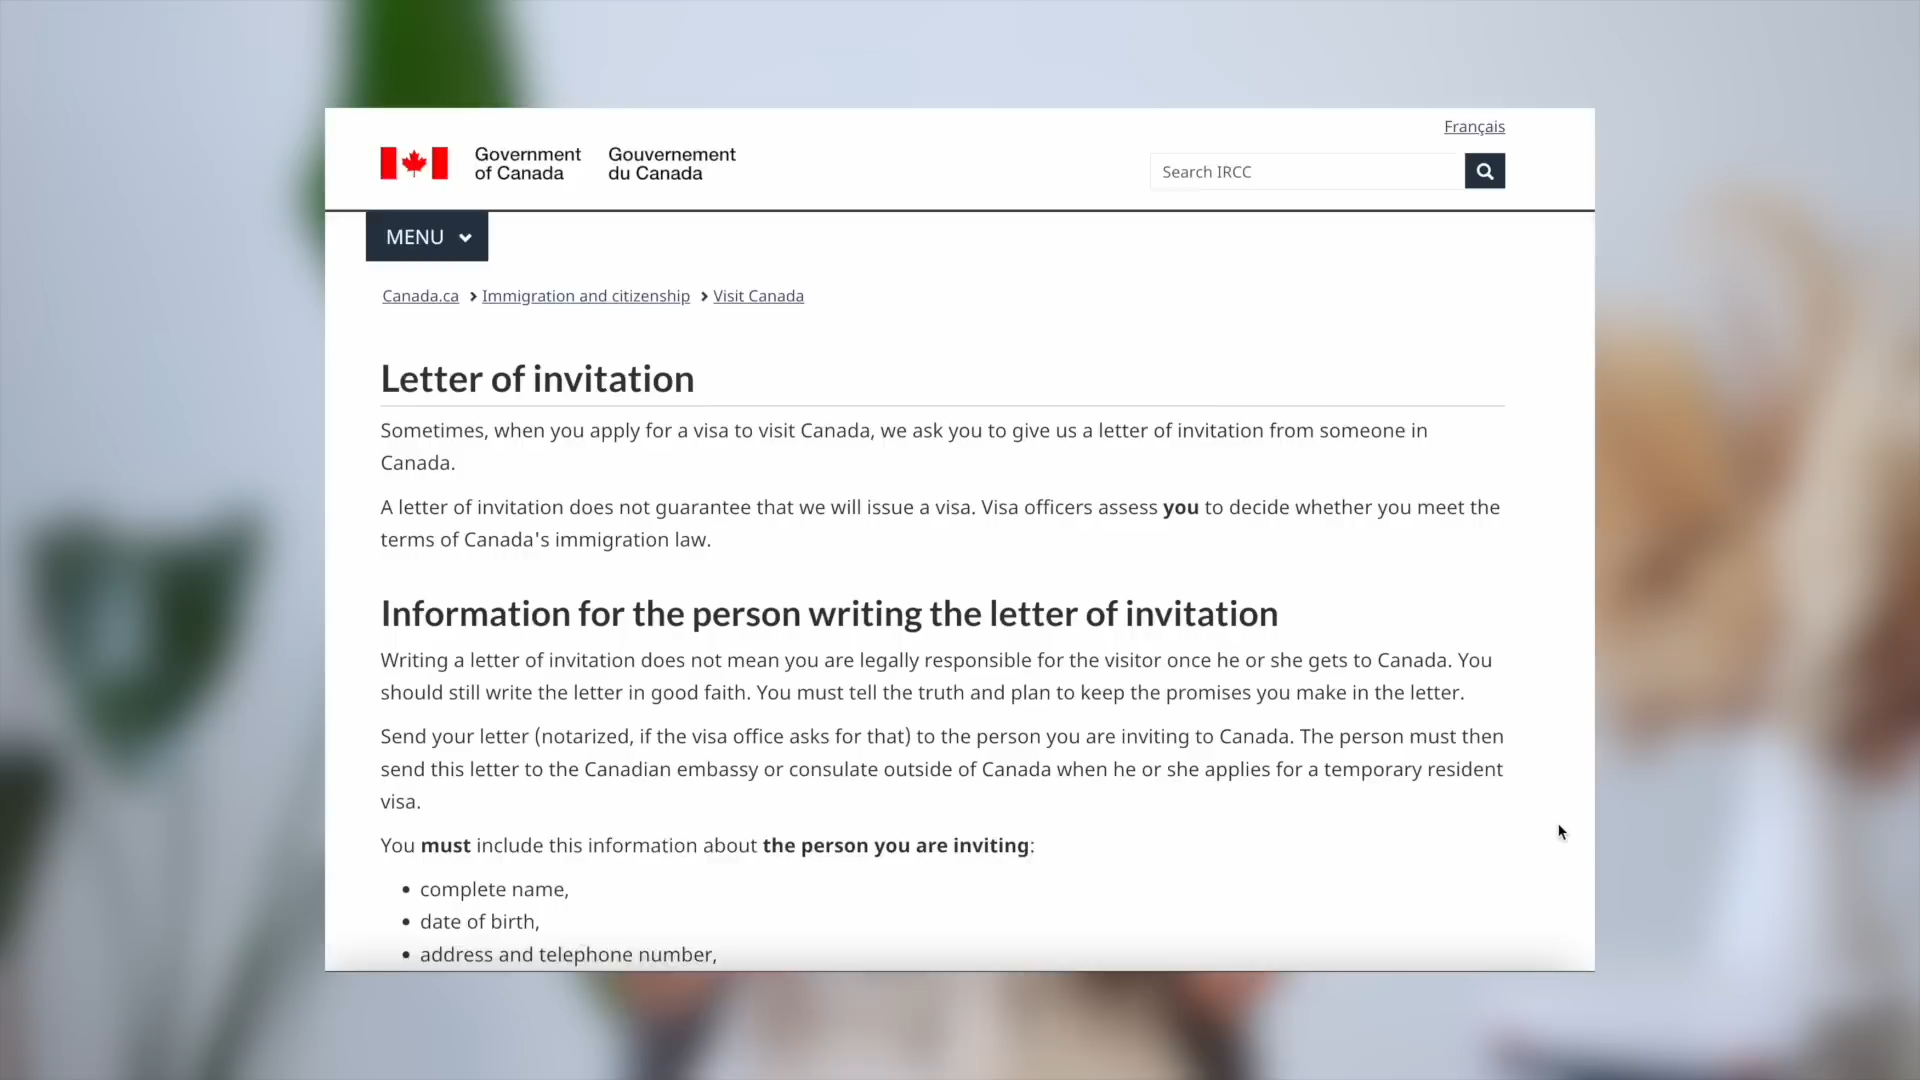 Français
Government
of Canada
Gouvernement
du Canada
Search IRCC
MENU
Canada.ca > Immigration and citizenship > Visit Canada
Letter of invitation
Sometimes, when you apply for a visa to visit Canada, we ask you to give us a letter of invitation from someone in
Canada.
A letter of invitation does not guarantee that we will issue a visa. Visa officers assess you to decide whether you meet the
terms of Canada's immigration law.
Information for the person writing the letter of invitation
Writing a letter of invitation does not mean you are legally responsible for the visitor once he or she gets to Canada. You
should still write the letter in good faith. You must tell the truth and plan to keep the promises you make in the letter.
Send your letter (notarized, if the visa office asks for that) to the person you are inviting to Canada. The person must then
send this letter to the Canadian embassy or consulate outside of Canada when he or she applies for a temporary resident
visa.
You must include this information about the person you are inviting:
• complete name,
• date of birth,
• address and telephone number,